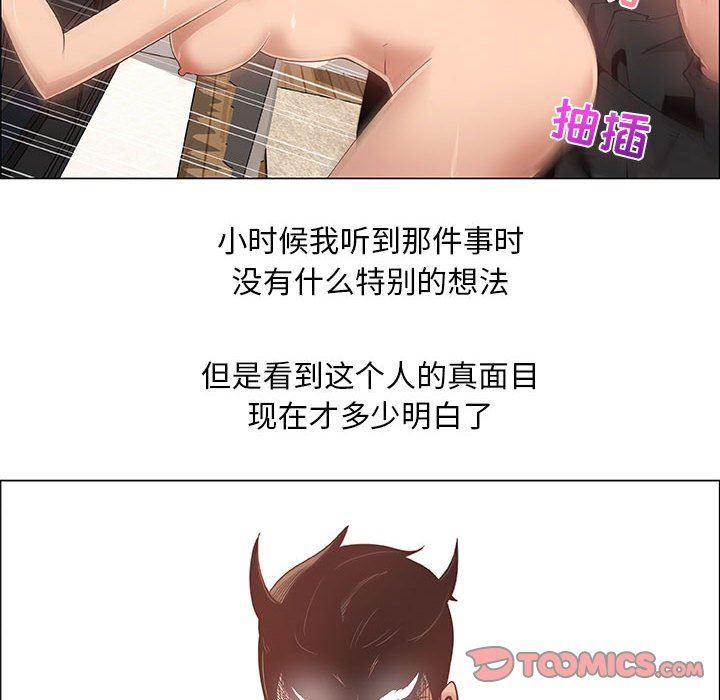 抽插
小时候我听到那件事时
没有什么特别的想法
但是看到这个人的真面目
现在才多少明白了
TOOMICS.COM